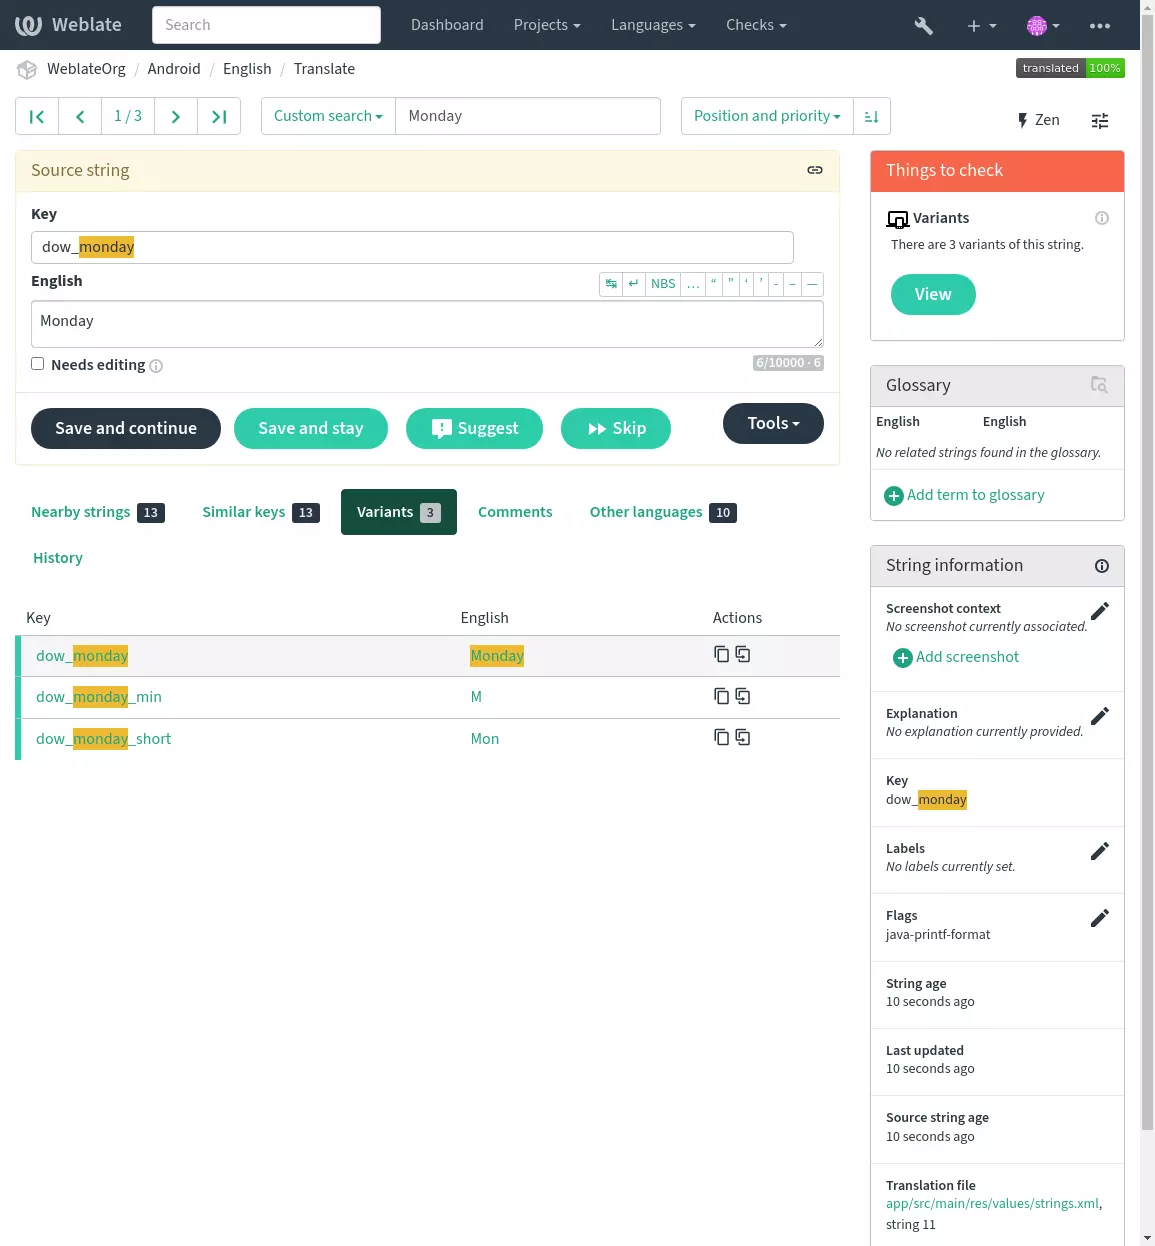 Weblate
Search
Dashboard Projects Languages Checks
WeblateOrg / Android / English / Translate
translated 100%
1 / 3
Custom search
Monday
Position and priority
Zen
Source string
Key
dow_monday
English
NBS … “ ” ‘ ’ - – —
Monday
Needs editing
6/10000 · 6
Save and continue
Save and stay
Suggest
Skip
Tools
Nearby strings 13
Similar keys 13
Variants 3
Comments
Other languages 10
History
Key English Actions
dow_monday Monday
dow_monday_min M
dow_monday_short Mon
Things to check
Variants
There are 3 variants of this string.
View
Glossary
English English
No related strings found in the glossary.
Add term to glossary
String information
Screenshot context
No screenshot currently associated.
Add screenshot
Explanation
No explanation currently provided.
Key
dow_monday
Labels
No labels currently set.
Flags
java-printf-format
String age
10 seconds ago
Last updated
10 seconds ago
Source string age
10 seconds ago
Translation file
app/src/main/res/values/strings.xml,
string 11